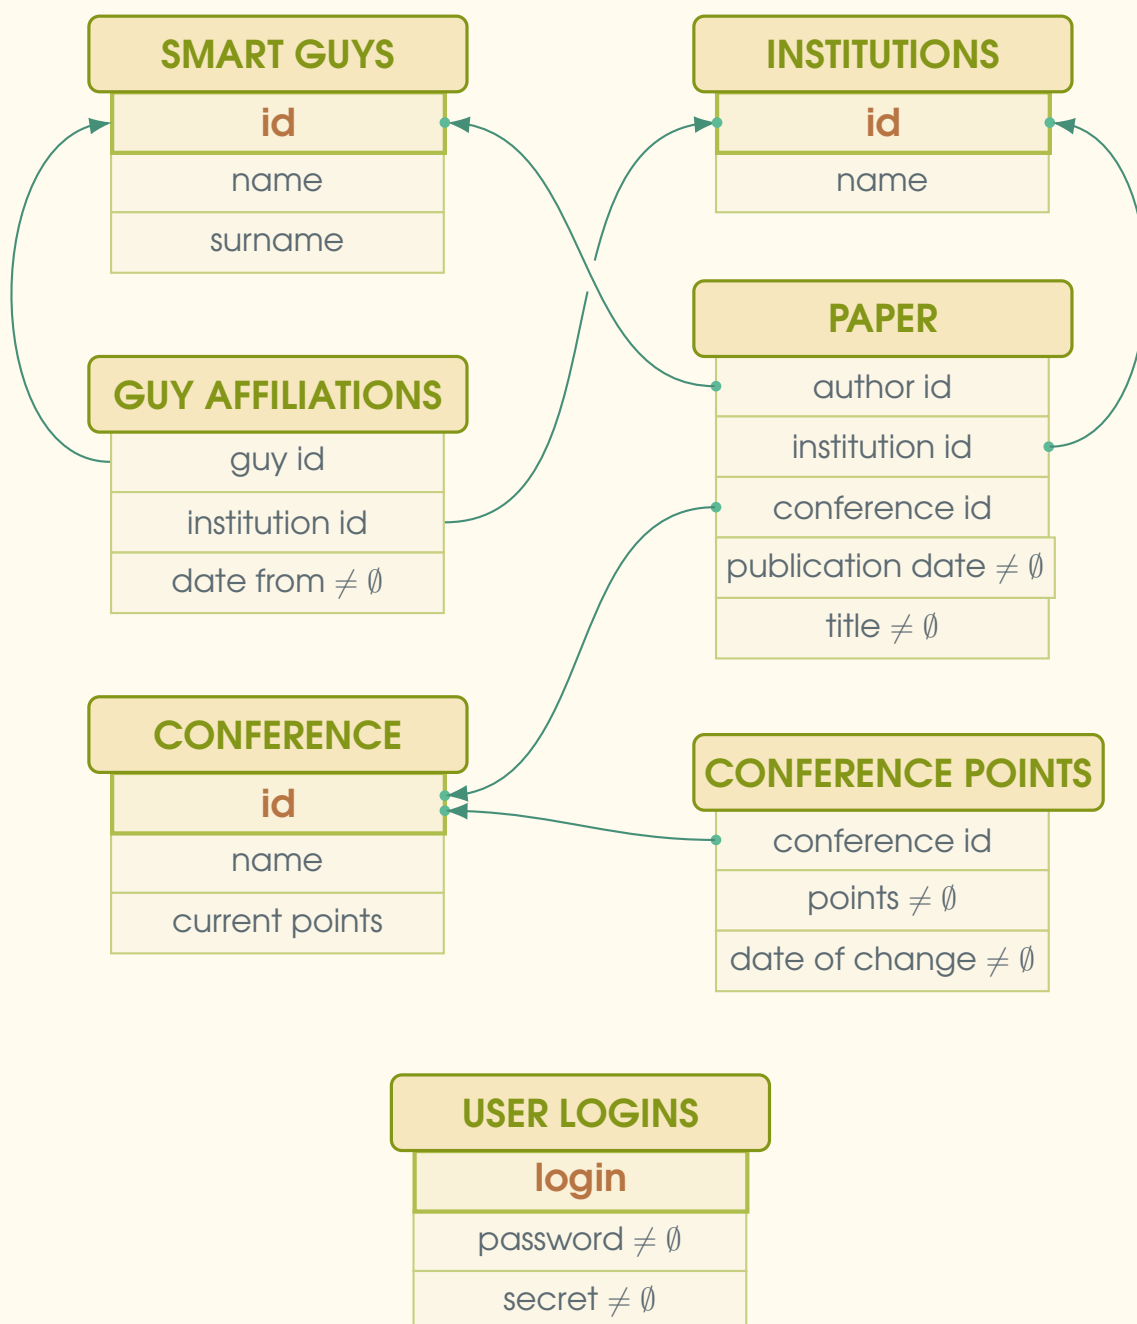 SMART GUYS
id
name
surname
INSTITUTIONS
id
name
GUY AFFILIATIONS
guy id
institution id
date from ≠ ∅
PAPER
author id
institution id
conference id
publication date ≠ ∅
title ≠ ∅
CONFERENCE
id
name
current points
CONFERENCE POINTS
conference id
points ≠ ∅
date of change ≠ ∅
USER LOGINS
login
password ≠ ∅
secret ≠ ∅